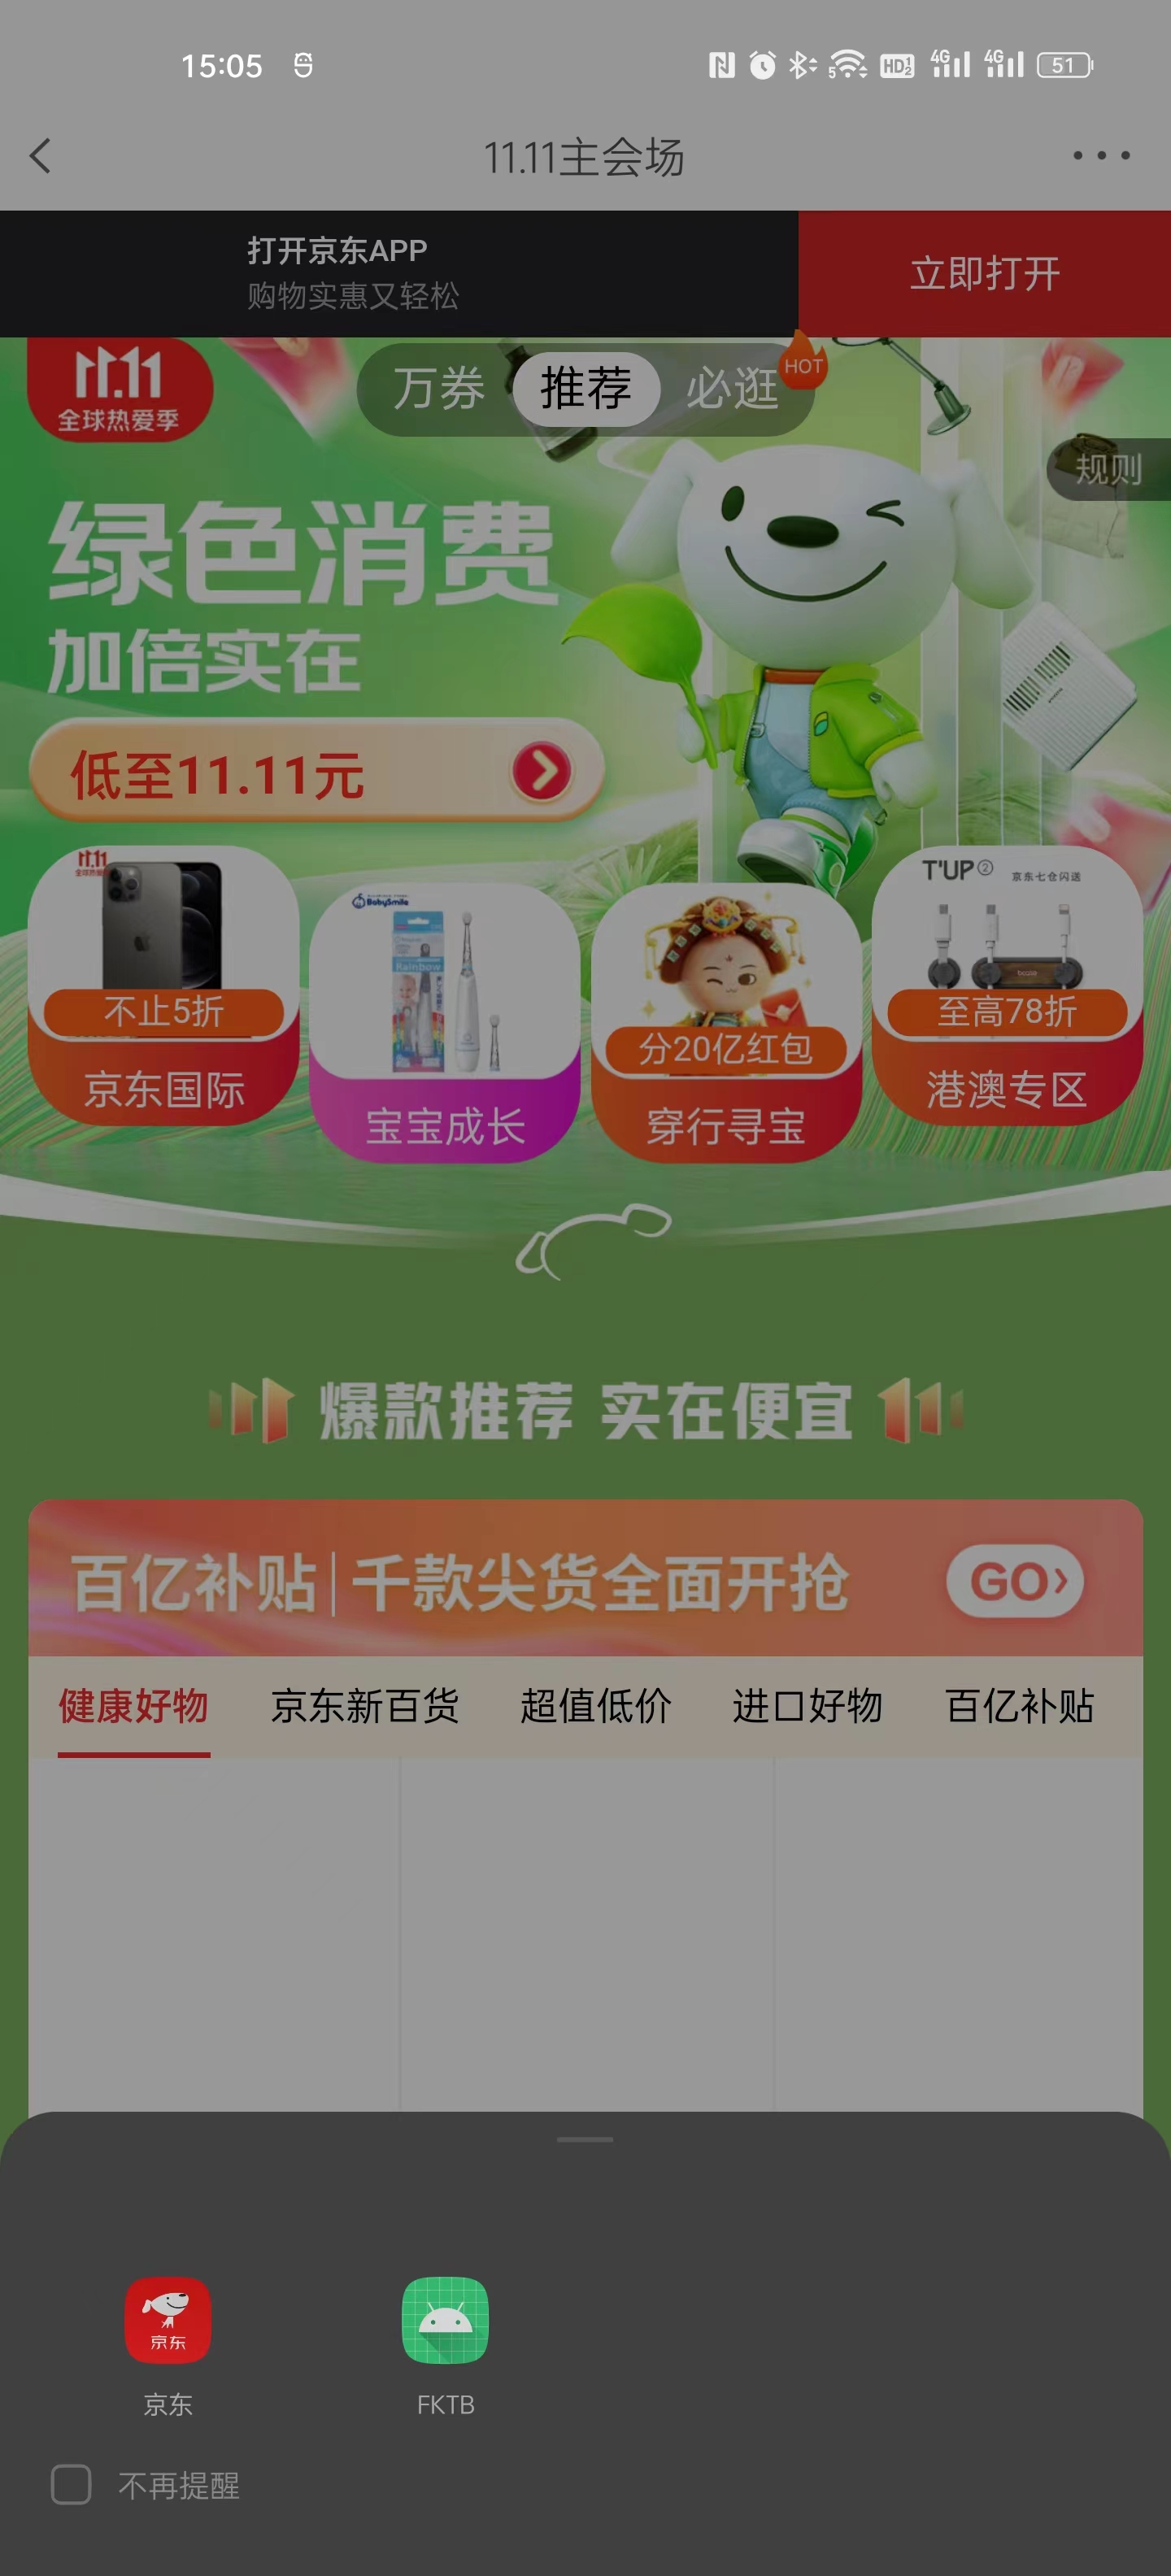 15:05
5
HD 1 2
4G
4G
51
11.11主会场
打开京东APP
购物实惠又轻松
立即打开
11.11
全球热爱季
万券
推荐
必逛
HOT
规则
绿色消费
加倍实在
低至11.11元
11.11
BabySmile
Rainbow
T'UP②
京东七仓闪送
不止5折
京东国际
宝宝成长
分20亿红包
穿行寻宝
至高78折
港澳专区
爆款推荐 实在便宜
百亿补贴|千款尖货全面开抢
GO
健康好物
京东新百货
超值低价
进口好物
百亿补贴
京东
京东
FKTB
不再提醒